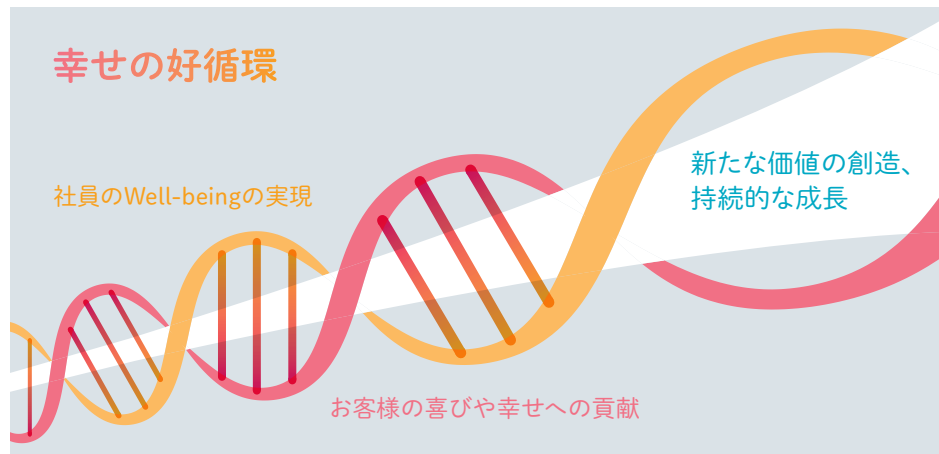 幸せの好循環
社員のWell-beingの実現
新たな価値の創造、
持続的な成長
お客様の喜びや幸せへの貢献